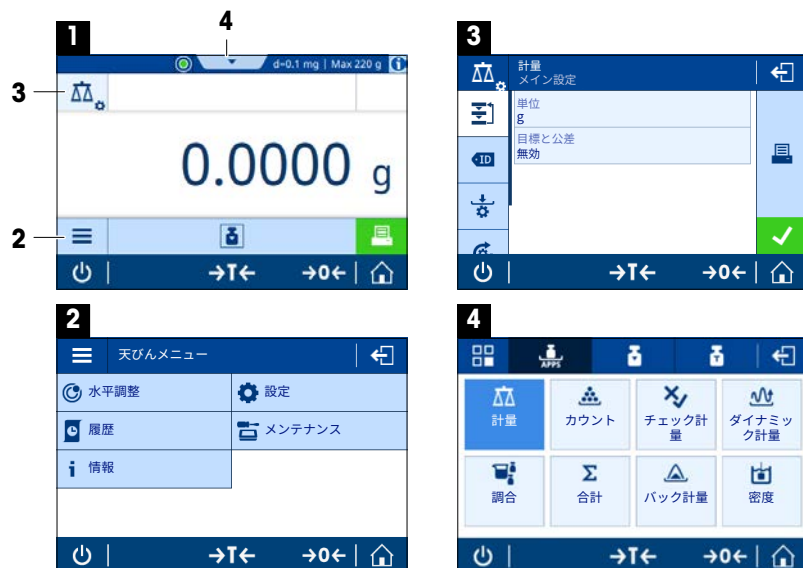 1
4
d=0.1 mg | Max 220 g
3
0.0000 g
2
→T← →0←
3
計量
メイン設定
単位
g
目標と公差
無効
ID
→T← →0←
2
天びんメニュー
水平調整
設定
履歴
メンテナンス
情報
→T← →0←
4
APPS
計量
カウント
チェック計
量
ダイナミッ
ク計量
調合
合計
バック計量
密度
→T← →0←